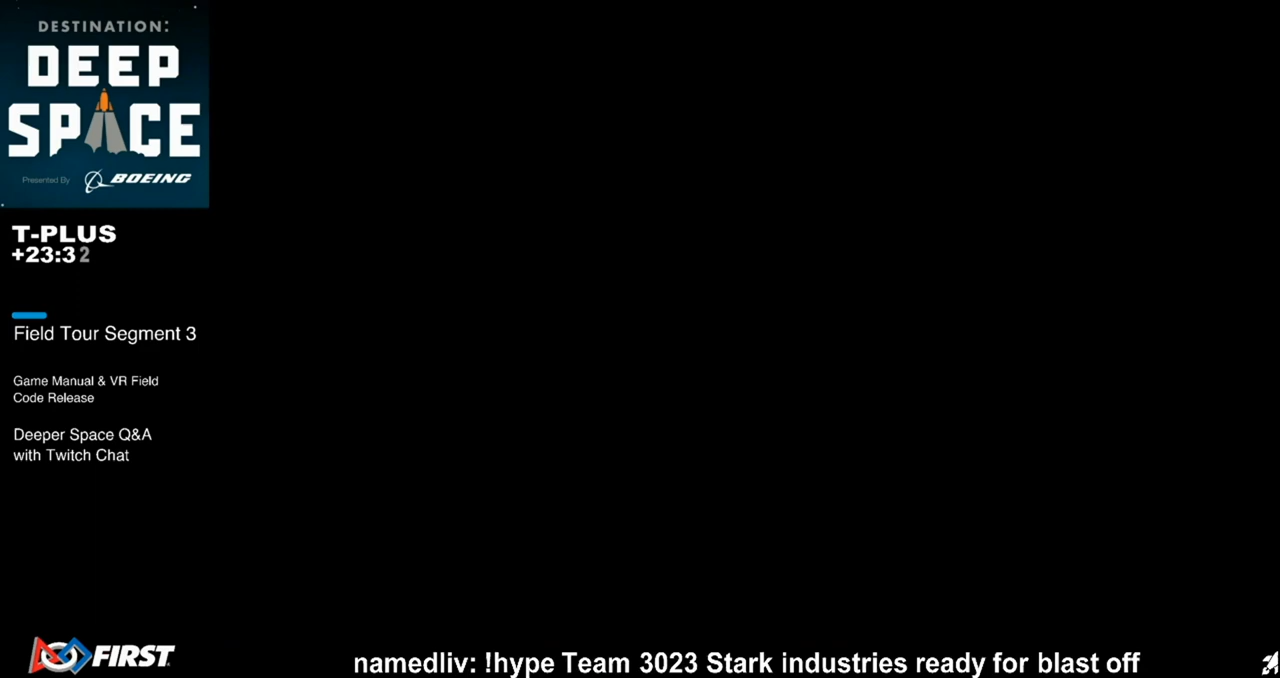 DESTINATION:
DEEP
SPACE
Presented By BOEING
T-PLUS
+23:32
Field Tour Segment 3
Game Manual & VR Field
Code Release
Deeper Space Q&A
with Twitch Chat
FIRST
namedliv: !hype Team 3023 Stark industries ready for blast off